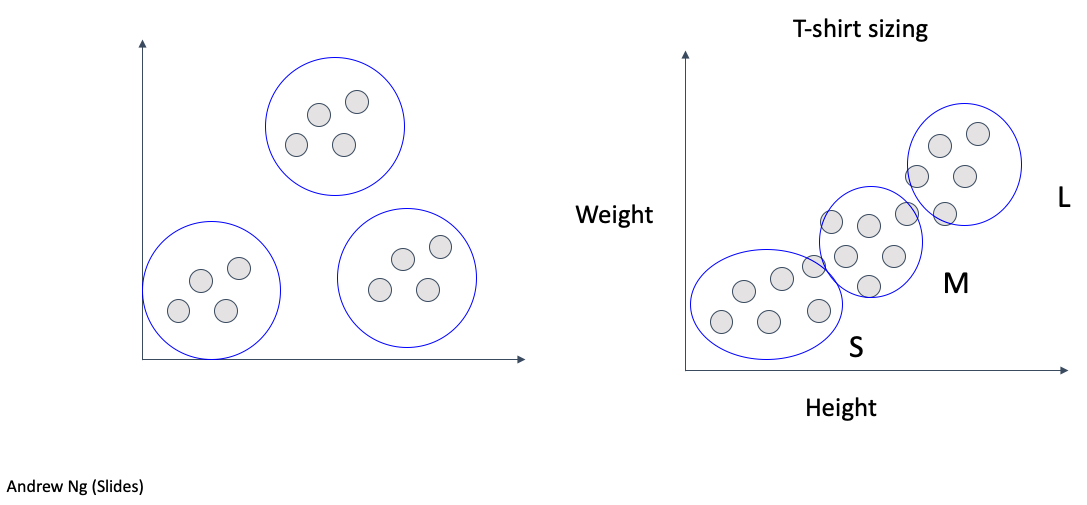 T-shirt sizing
Weight
L
M
S
Height
Andrew Ng (Slides)